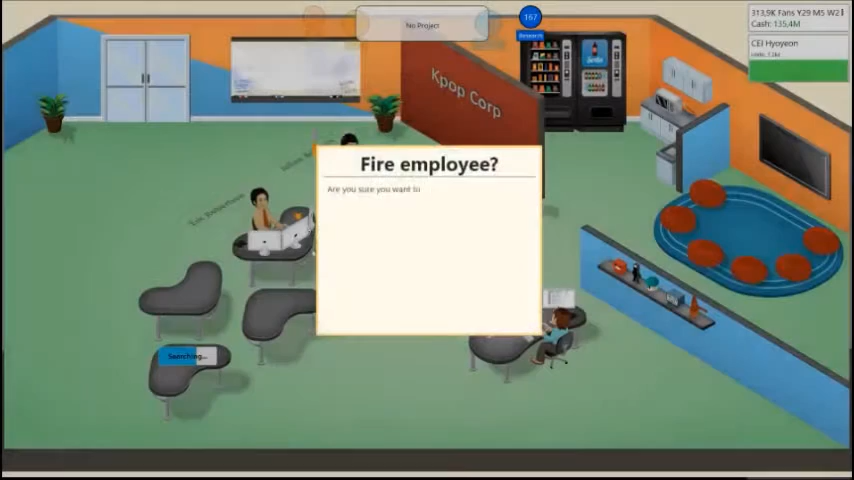 No Project
167
Research
313,9K Fans Y29 M5 W2
Cash: 135,4M
CEI Hyoyeon
Kpop Corp
Fire employee?
Are you sure you want to
Searching...